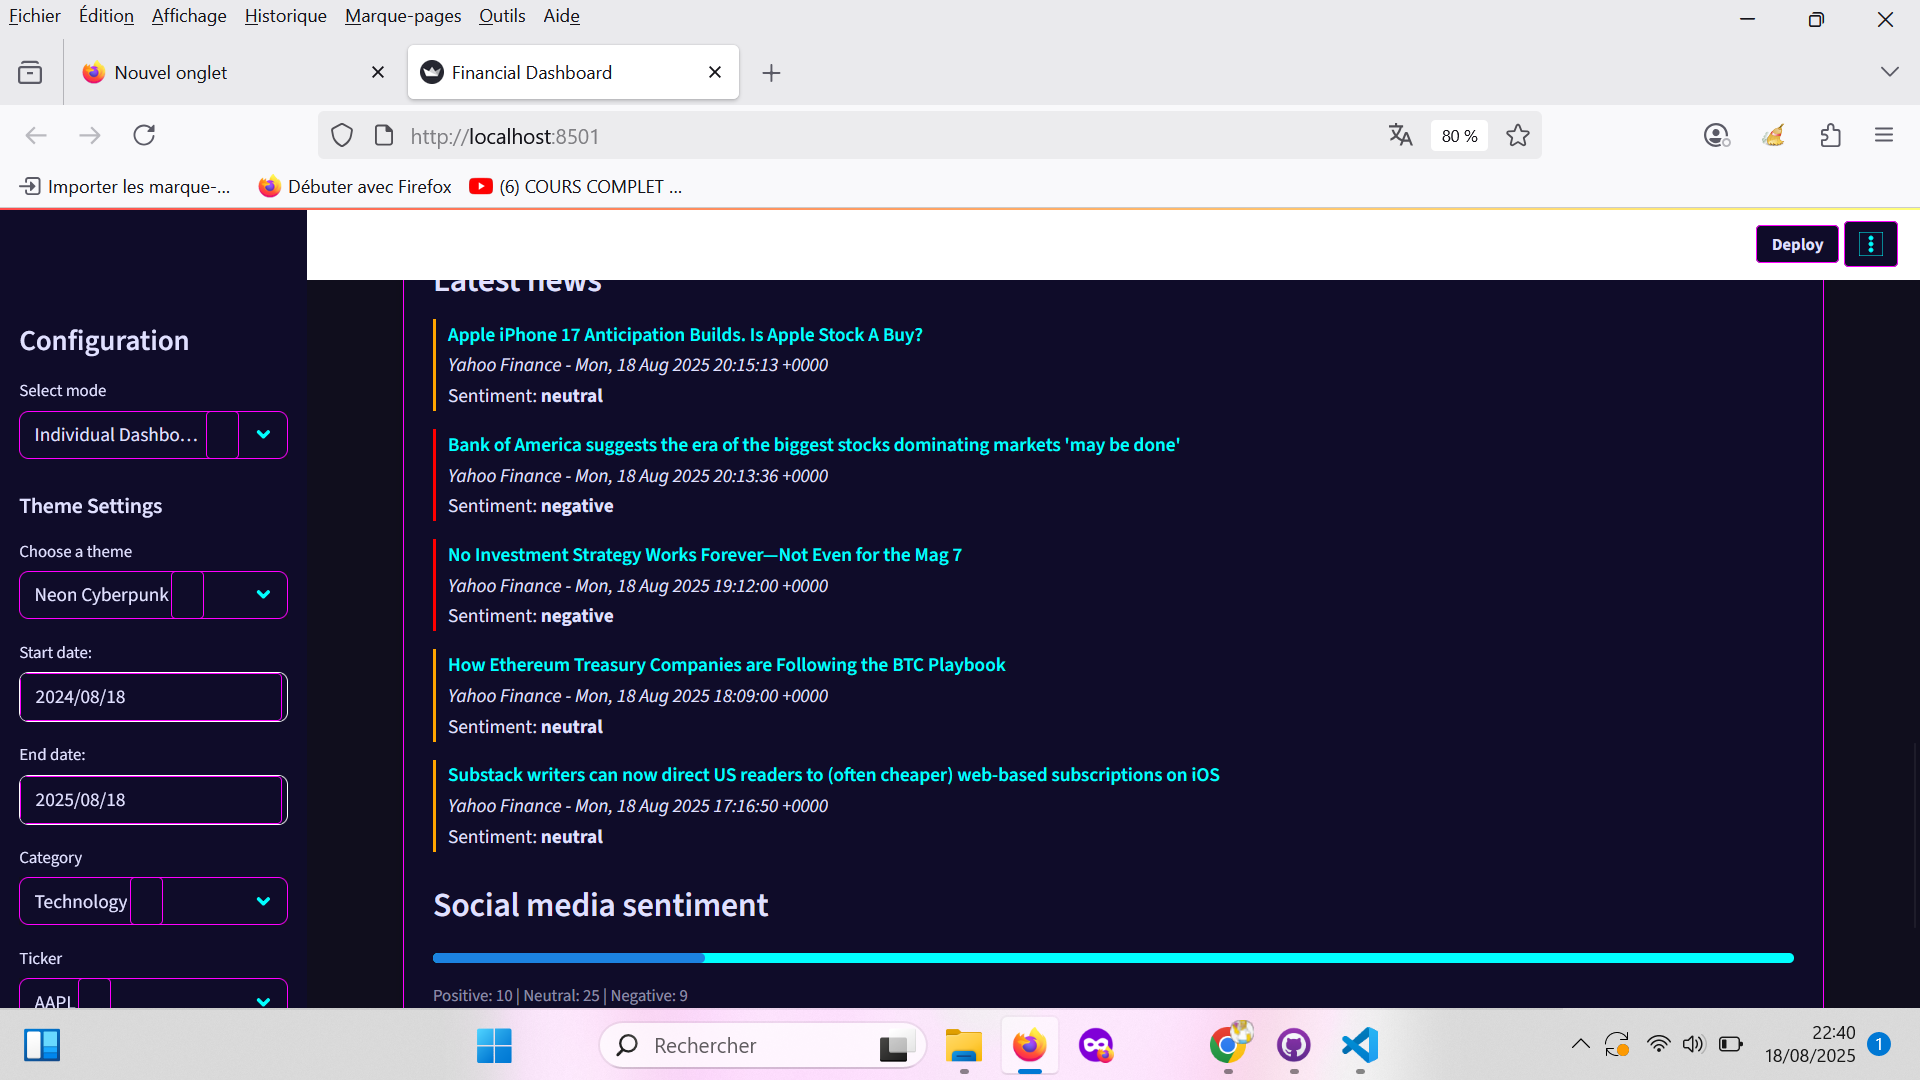 Fichier Édition Affichage Historique Marque-pages Outils Aide
Nouvel onglet
Financial Dashboard
http://localhost:8501
80 %
Importer les marque-...
Débuter avec Firefox
(6) COURS COMPLET ...
Deploy
Configuration
Select mode
Individual Dashbo...
Theme Settings
Choose a theme
Neon Cyberpunk
Start date:
2024/08/18
End date:
2025/08/18
Category
Technology
Ticker
AAPL
Latest news
Apple iPhone 17 Anticipation Builds. Is Apple Stock A Buy?
Yahoo Finance - Mon, 18 Aug 2025 20:15:13 +0000
Sentiment: neutral
Bank of America suggests the era of the biggest stocks dominating markets 'may be done'
Yahoo Finance - Mon, 18 Aug 2025 20:13:36 +0000
Sentiment: negative
No Investment Strategy Works Forever—Not Even for the Mag 7
Yahoo Finance - Mon, 18 Aug 2025 19:12:00 +0000
Sentiment: negative
How Ethereum Treasury Companies are Following the BTC Playbook
Yahoo Finance - Mon, 18 Aug 2025 18:09:00 +0000
Sentiment: neutral
Substack writers can now direct US readers to (often cheaper) web-based subscriptions on iOS
Yahoo Finance - Mon, 18 Aug 2025 17:16:50 +0000
Sentiment: neutral
Social media sentiment
Positive: 10 | Neutral: 25 | Negative: 9
Rechercher
22:40
18/08/2025
1